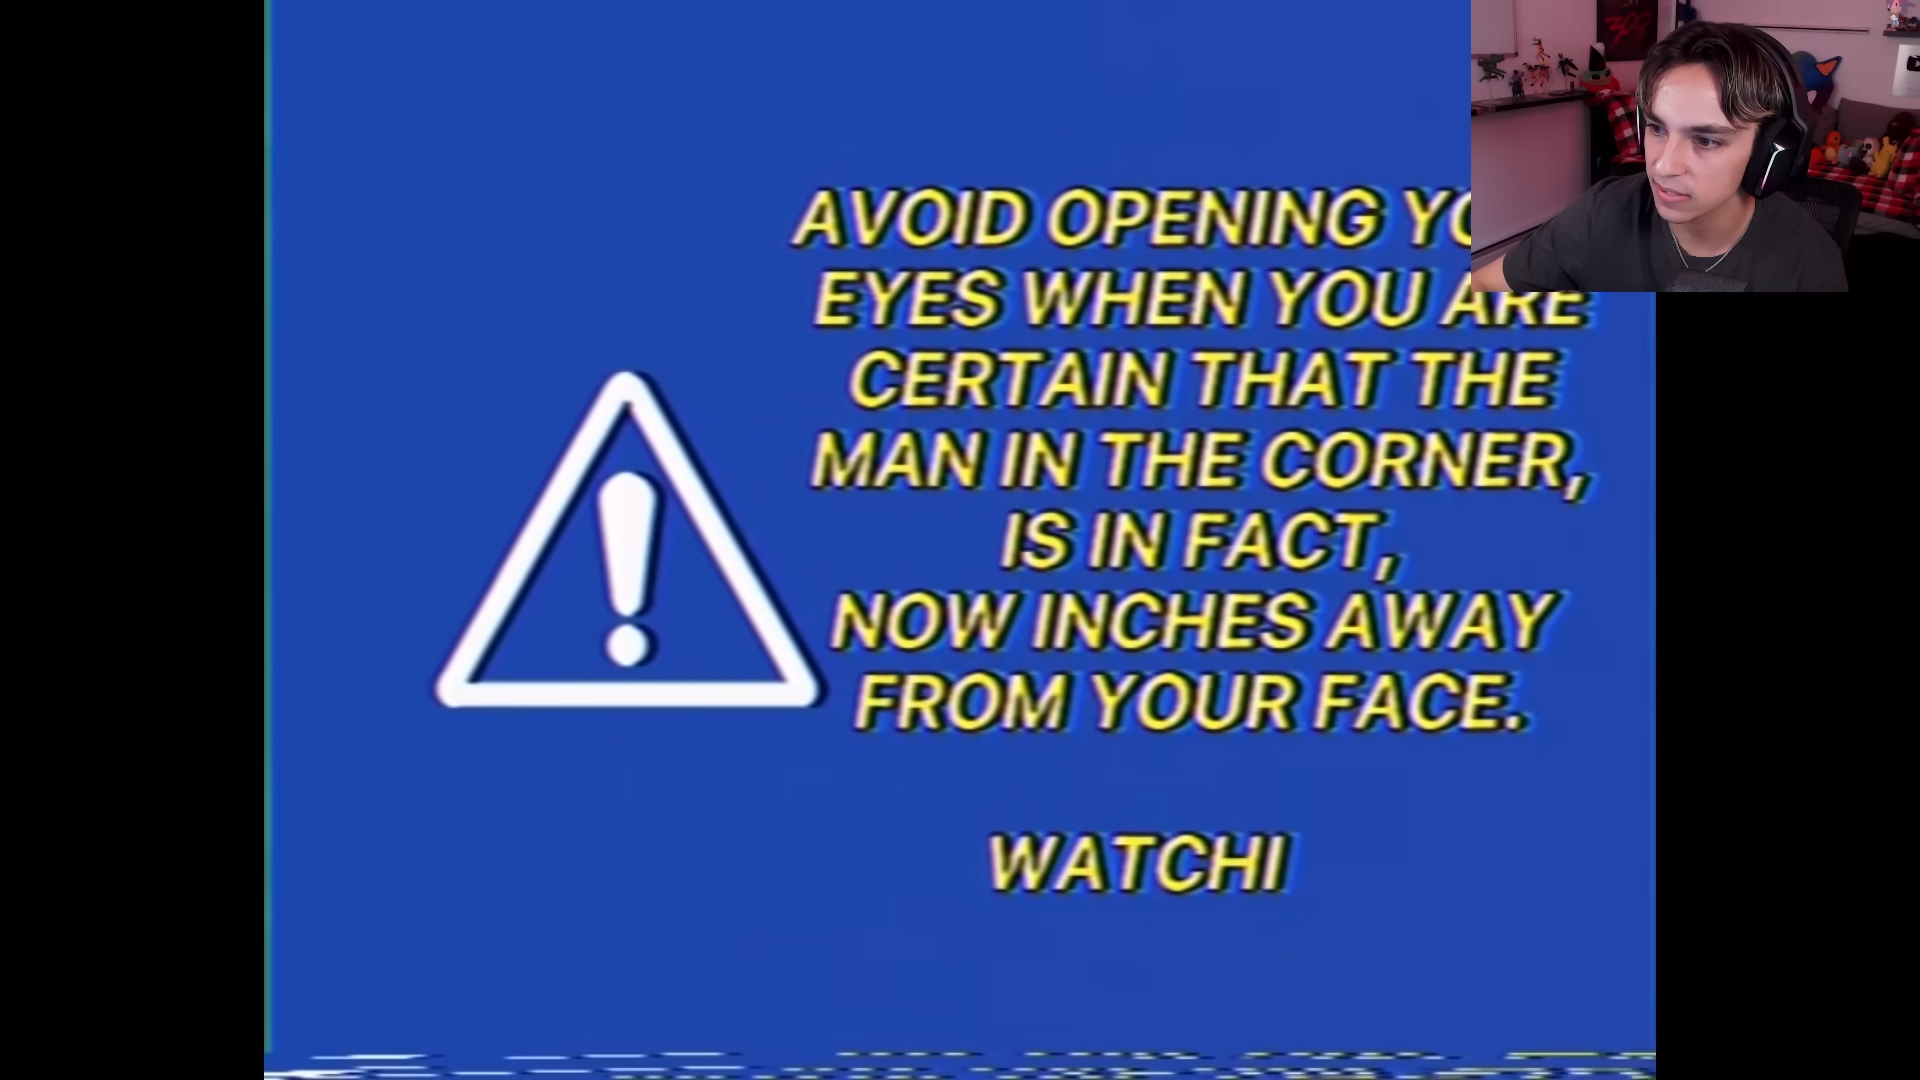 AVOID OPENING
EYES WHEN YOU ARE
CERTAIN THAT THE
MAN IN THE CORNER,
IS IN FACT,
NOW INCHES AWAY
FROM YOUR FACE.
WATCHI